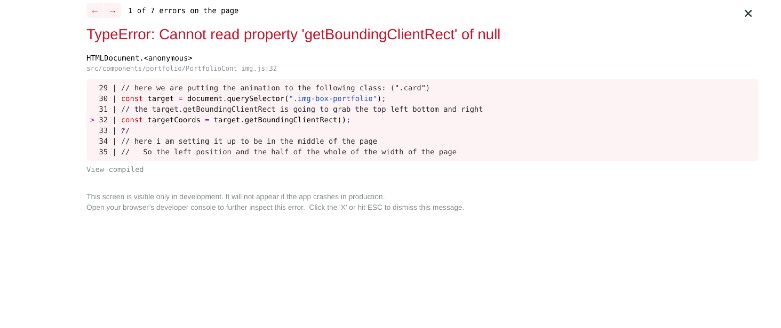 ← → 1 of 7 errors on the page
×
TypeError: Cannot read property 'getBoundingClientRect' of null
HTMLDocument.<anonymous>
src/components/portfolio/PortfolioCont_img.js:32
29 | // here we are putting the animation to the following class: (".card")
30 | const target = document.querySelector(".img-box-portfolio");
31 | // the target.getBoundingClientRect is going to grab the top left bottom and right
> 32 | const targetCoords = target.getBoundingClientRect();
33 | //
34 | // here i am setting it up to be in the middle of the page
35 | //   So the left position and the half of the whole of the width of the page
View compiled
This screen is visible only in development. It will not appear if the app crashes in production.
Open your browser's developer console to further inspect this error.  Click the 'X' or hit ESC to dismiss this message.